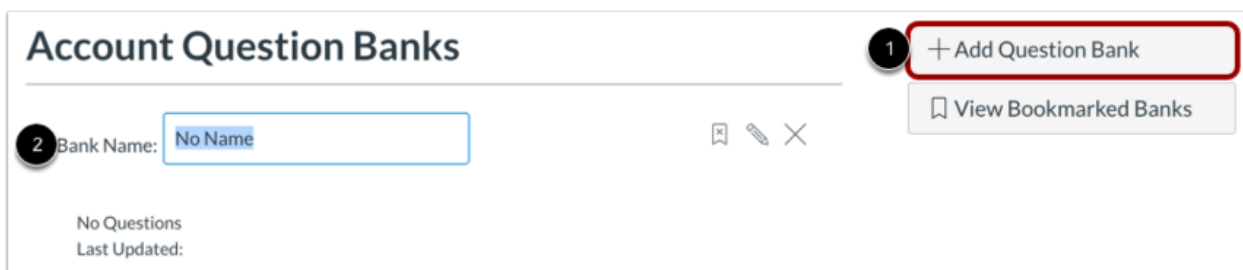 Account Question Banks
1
+ Add Question Bank
View Bookmarked Banks
2
Bank Name: No Name
No Questions
Last Updated: